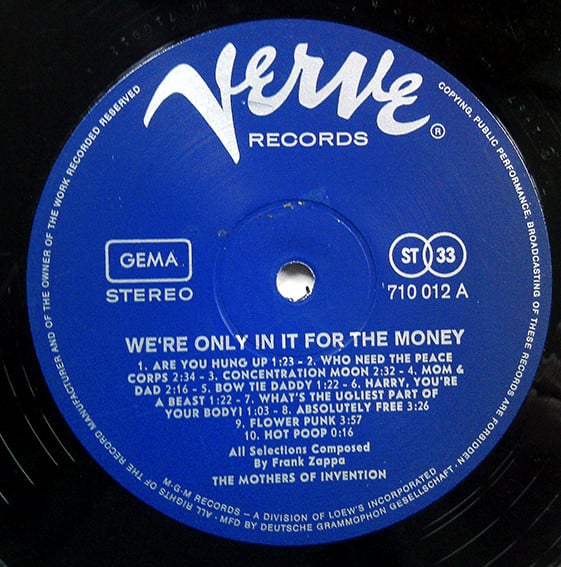 Verve
RECORDS
®
GEMA
STEREO
ST 33
710 012 A
WE'RE ONLY IN IT FOR THE MONEY
1. ARE YOU HUNG UP 1:23 - 2. WHO NEED THE PEACE
CORPS 2:34 - 3. CONCENTRATION MOON 2:32 - 4. MOM &
DAD 2:16 - 5. BOW TIE DADDY 1:22 - 6. HARRY, YOU'RE
A BEAST 1:22 - 7. WHAT'S THE UGLIEST PART OF
YOUR BODY! 1:03 - 8. ABSOLUTELY FREE 3:26
9. FLOWER PUNK 3:57
10. HOT POOP 0:16
All Selections Composed
By Frank Zappa
THE MOTHERS OF INVENTION
M-G-M RECORDS – A DIVISION OF LOEW'S INCORPORATED
ALL RIGHTS OF THE RECORD MANUFACTURER AND OF THE OWNER OF THE WORK RECORDED RESERVED
COPYING, PUBLIC PERFORMANCE, BROADCASTING OF THESE RECORDS ARE FORBIDDEN
MFD BY DEUTSCHE GRAMMOPHON GESELLSCHAFT